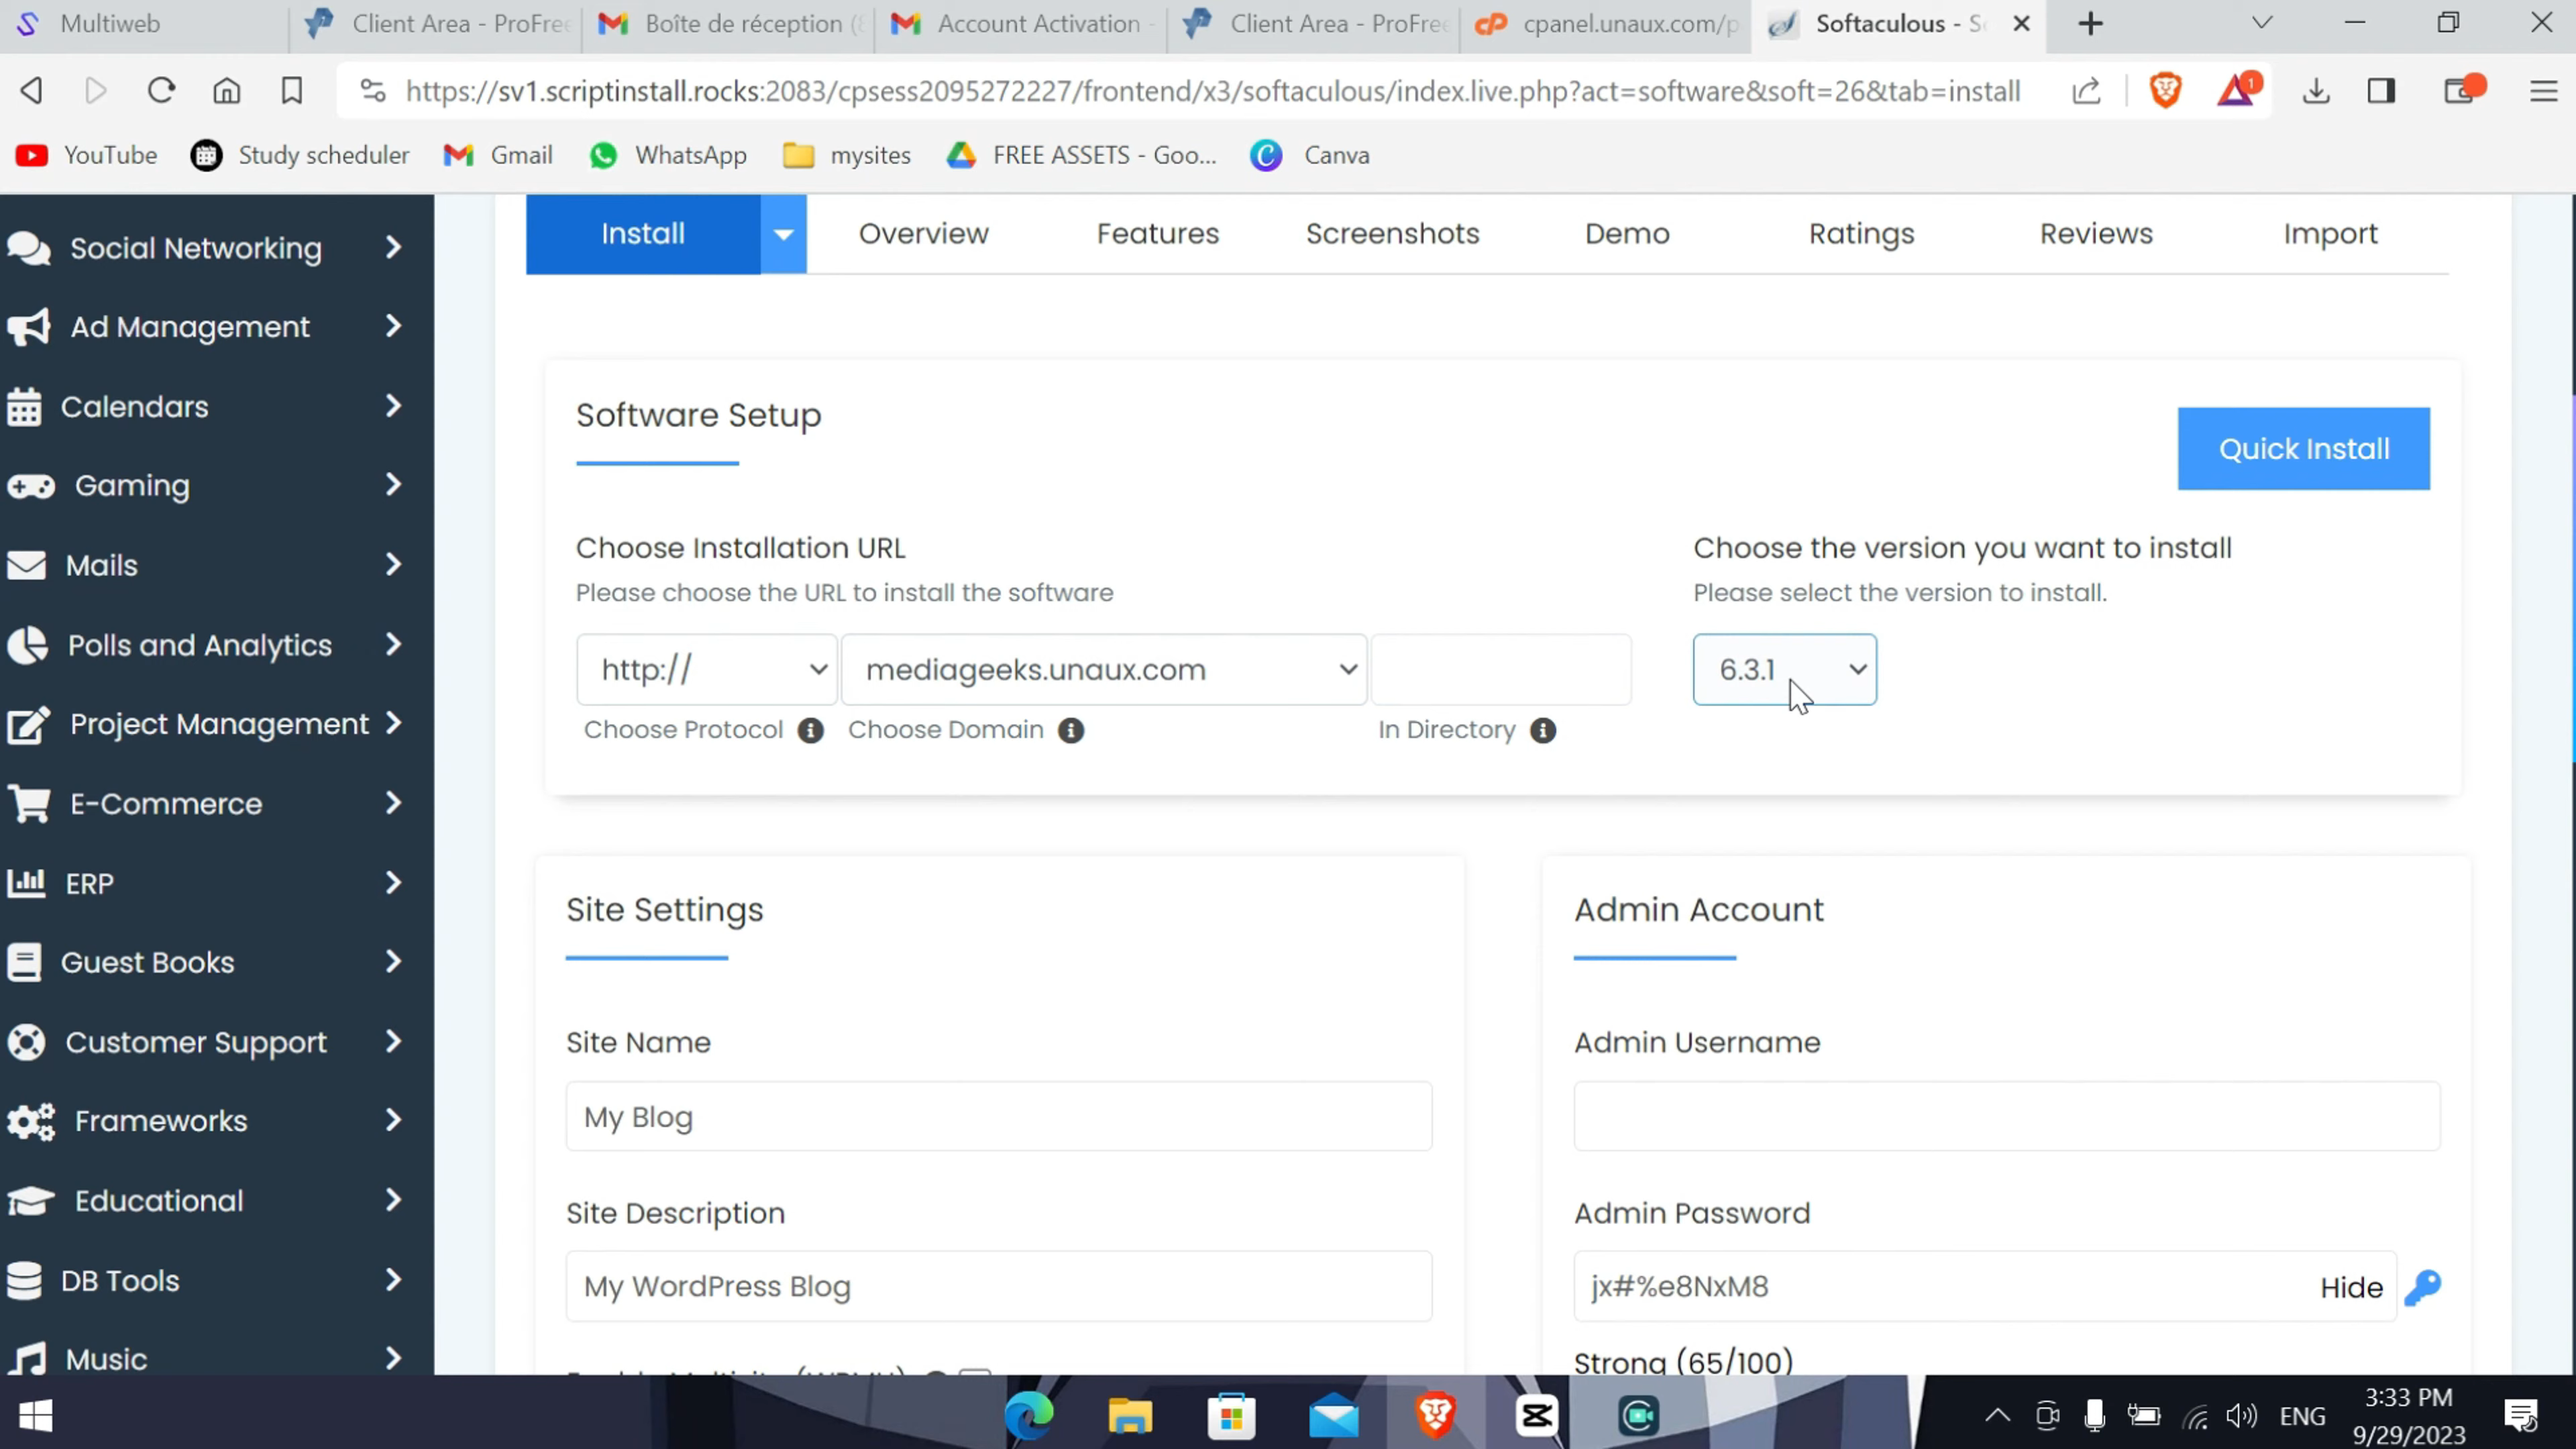 Multiweb
Client Area - ProFree
Boîte de réception (8
Account Activation -
Client Area - ProFree
cpanel.unaux.com/p
Softaculous - So
https://sv1.scriptinstall.rocks:2083/cpsess2095272227/frontend/x3/softaculous/index.live.php?act=software&soft=26&tab=install
1
YouTube
Study scheduler
Gmail
WhatsApp
mysites
FREE ASSETS - Goo...
Canva
Social Networking
Ad Management
Calendars
Gaming
Mails
Polls and Analytics
Project Management
E-Commerce
ERP
Guest Books
Customer Support
Frameworks
Educational
DB Tools
Music
Install
Overview
Features
Screenshots
Demo
Ratings
Reviews
Import
Software Setup
Quick Install
Choose Installation URL
Please choose the URL to install the software
http://
mediageeks.unaux.com
Choose Protocol
Choose Domain
In Directory
Choose the version you want to install
Please select the version to install.
6.3.1
Site Settings
Site Name
My Blog
Site Description
My WordPress Blog
Admin Account
Admin Username
Admin Password
jx#%e8NxM8
Hide
Strong (65/100)
ENG
3:33 PM
9/29/2023